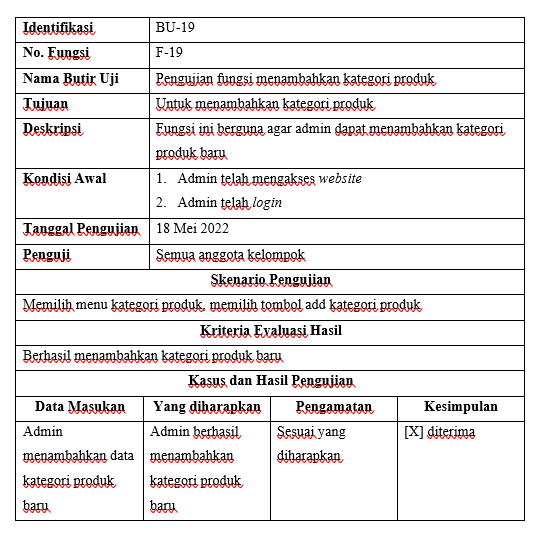 Identifikasi BU-19
No. Fungsi F-19
Nama Butir Uji Pengujian fungsi menambahkan kategori produk
Tujuan Untuk menambahkan kategori produk
Deskripsi Fungsi ini berguna agar admin dapat menambahkan kategori
produk baru
Kondisi Awal 1. Admin telah mengakses website
2. Admin telah login
Tanggal Pengujian 18 Mei 2022
Penguji Semua anggota kelompok
Skenario Pengujian
Memilih menu kategori produk, memilih tombol add kategori produk
Kriteria Evaluasi Hasil
Berhasil menambahkan kategori produk baru
Kasus dan Hasil Pengujian
Data Masukan Yang diharapkan Pengamatan Kesimpulan
Admin
menambahkan data
kategori produk
baru
Admin berhasil
menambahkan
kategori produk
baru
Sesuai yang
diharapkan
[X] diterima